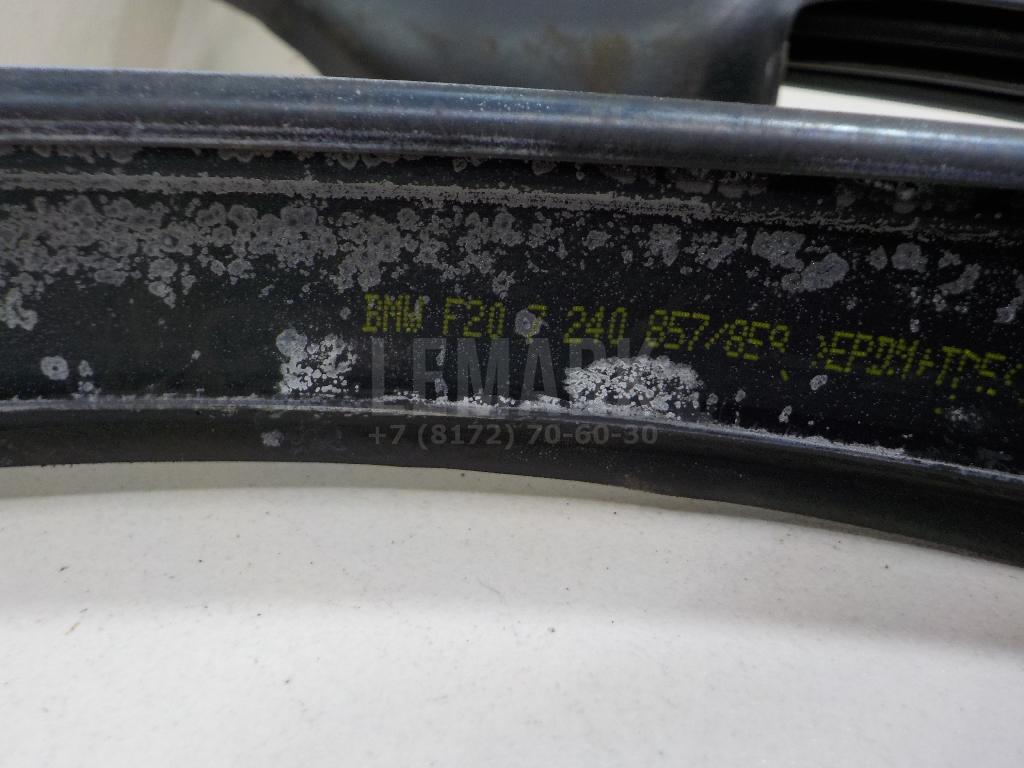 BMW F20 7 240 857/859 >EPDM+TPE<
LEMARK
+7 (8172) 70-60-30